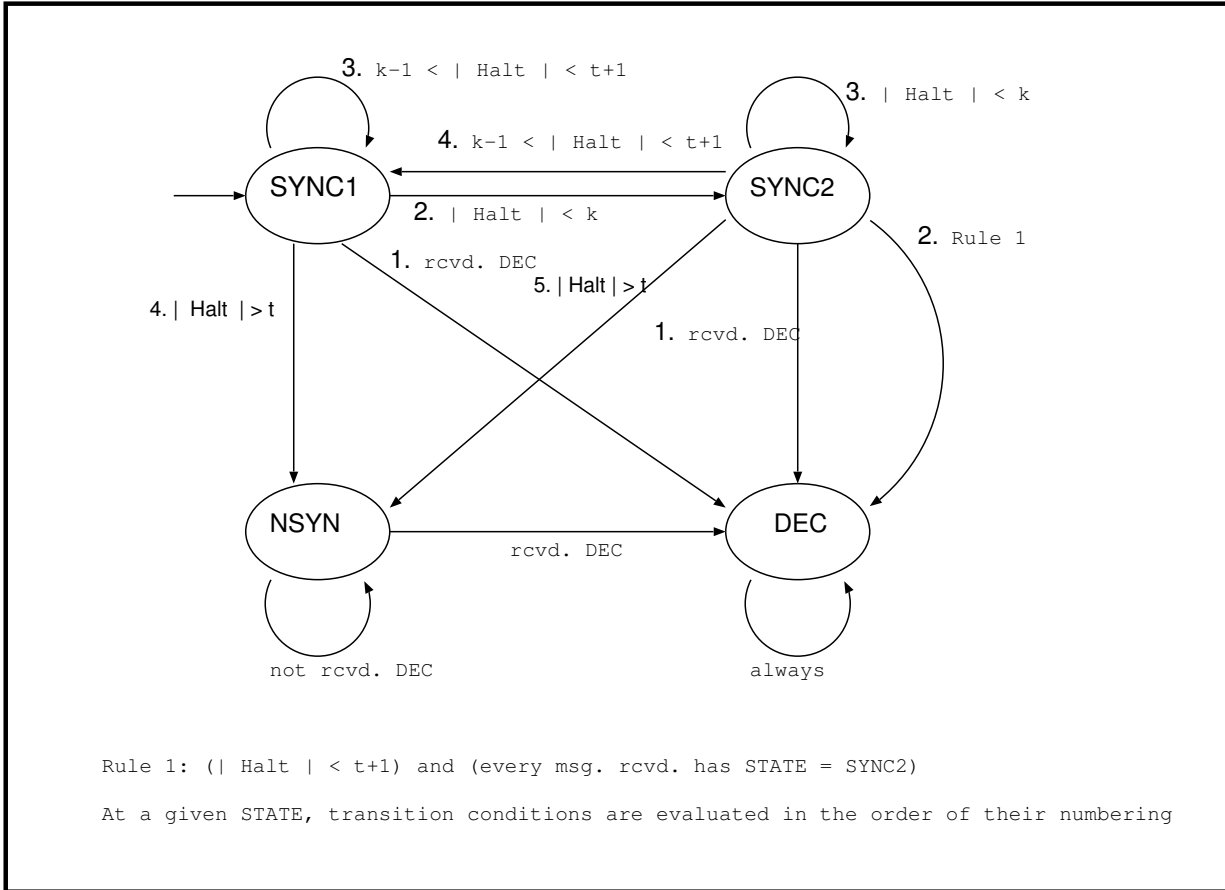 3. k-1 < | Halt | < t+1
3. | Halt | < k
4. k-1 < | Halt | < t+1
SYNC1
SYNC2
2. | Halt | < k
2. Rule 1
1. rcvd. DEC
5. | Halt | > t
4. | Halt | > t
1. rcvd. DEC
NSYN
DEC
rcvd. DEC
not rcvd. DEC
always
Rule 1: (| Halt | < t+1) and (every msg. rcvd. has STATE = SYNC2)
At a given STATE, transition conditions are evaluated in the order of their numbering